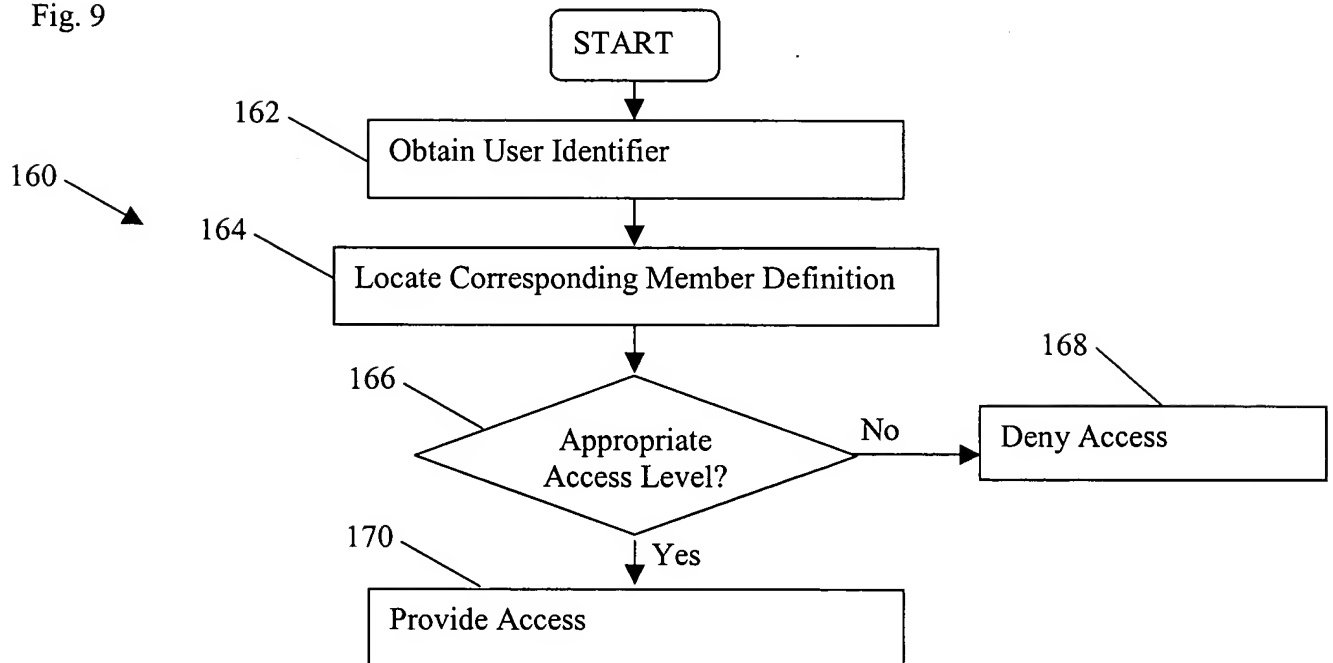 Fig. 9
START
162
Obtain User Identifier
160
164
Locate Corresponding Member Definition
168
166
Appropriate
Access Level?
No
Deny Access
170
Yes
Provide Access